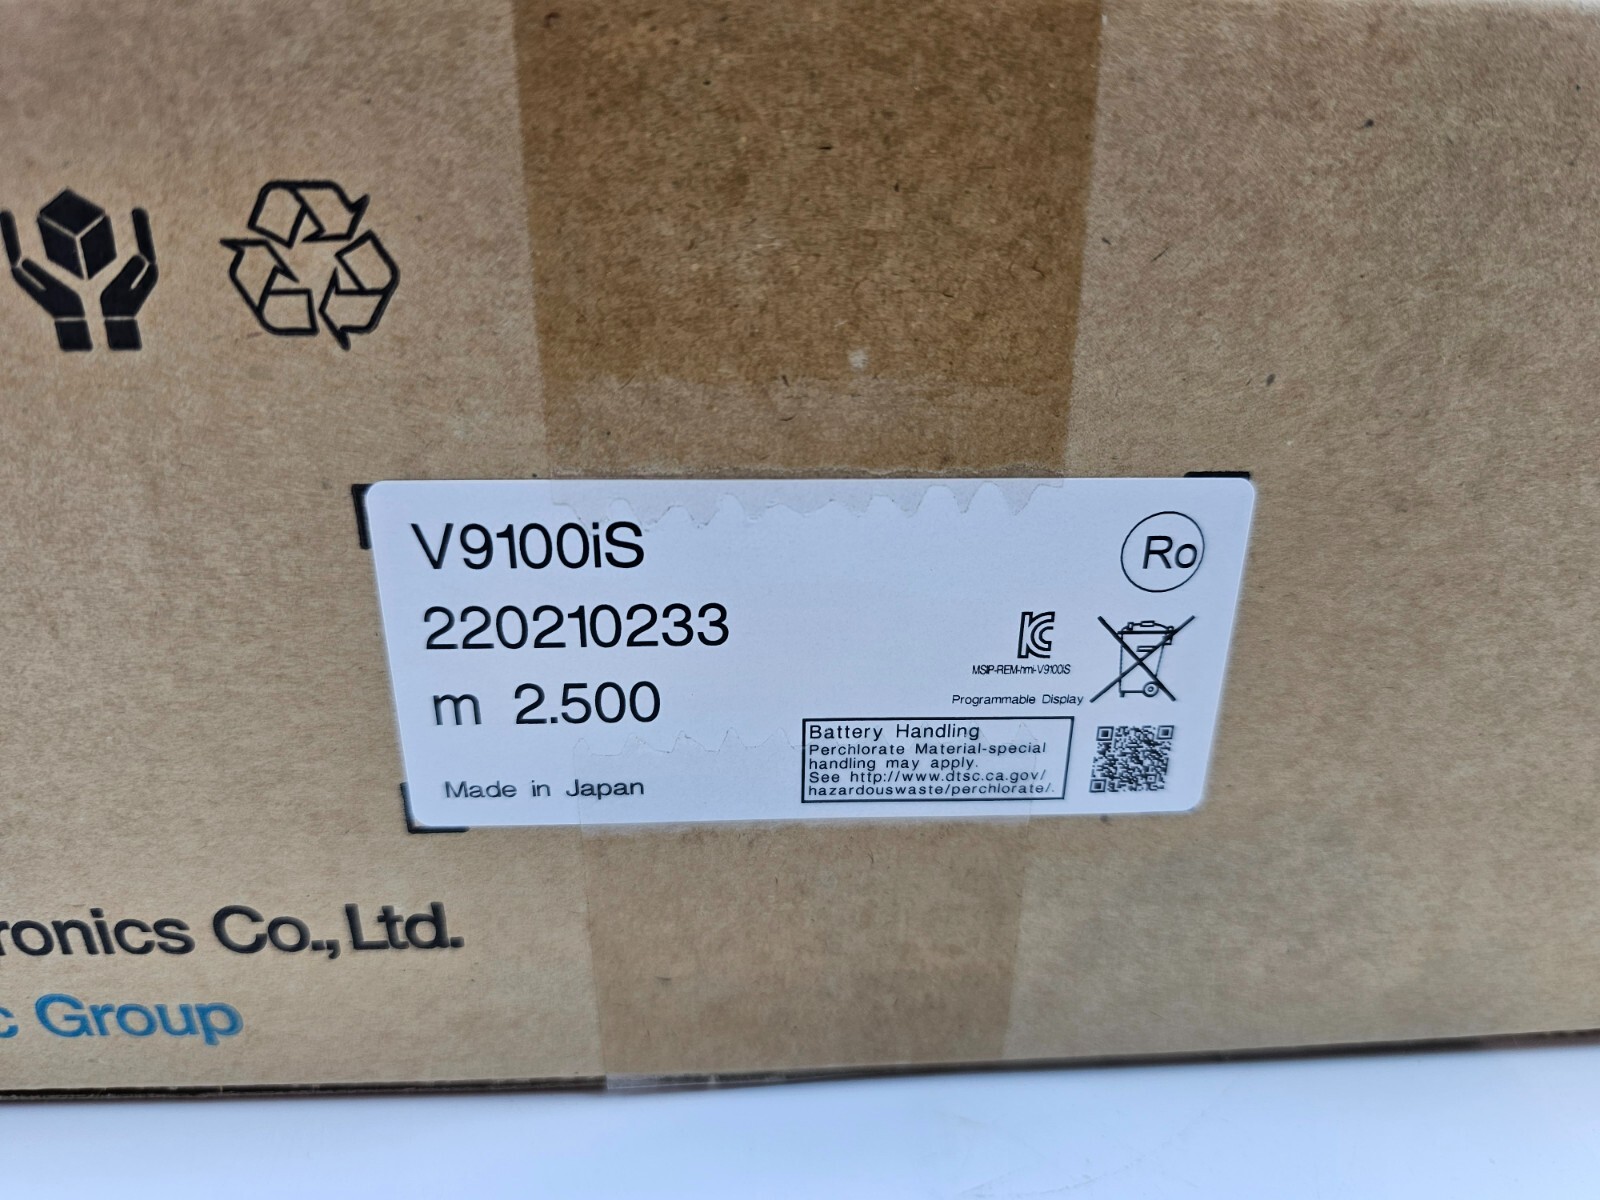 V9100iS
Ro
220210233
MSIP-REM-hmi-V9100iS
m 2.500
Programmable Display
Battery Handling
Perchlorate Material-special
handling may apply.
See http://www.dtsc.ca.gov/
hazardouswaste/perchlorate/.
Made in Japan
ronics Co., Ltd.
c Group